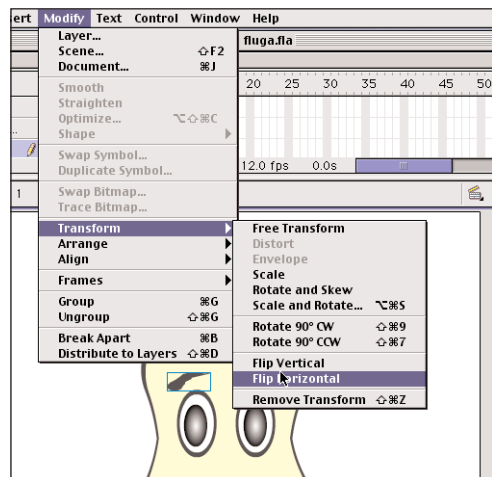 ert Modify Text Control Window Help
fluga.fla
Layer...
Scene... ⇧F2
Document... ⌘J
20 25 30 35 40 45 50
Smooth
Straighten
Optimize... ⌥⇧⌘C
Shape
Swap Symbol...
Duplicate Symbol...
12.0 fps 0.0s
Swap Bitmap...
Trace Bitmap...
1
Transform
Arrange
Align
Frames
Group ⌘G
Ungroup ⇧⌘G
Break Apart ⌘B
Distribute to Layers ⇧⌘D
Free Transform
Distort
Envelope
Scale
Rotate and Skew
Scale and Rotate... ⌥⌘S
Rotate 90° CW ⇧⌘9
Rotate 90° CCW ⇧⌘7
Flip Vertical
Flip Horizontal
Remove Transform ⇧⌘Z